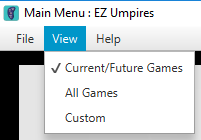 Main Menu : EZ Umpires
File View Help
✓ Current/Future Games
All Games
Custom